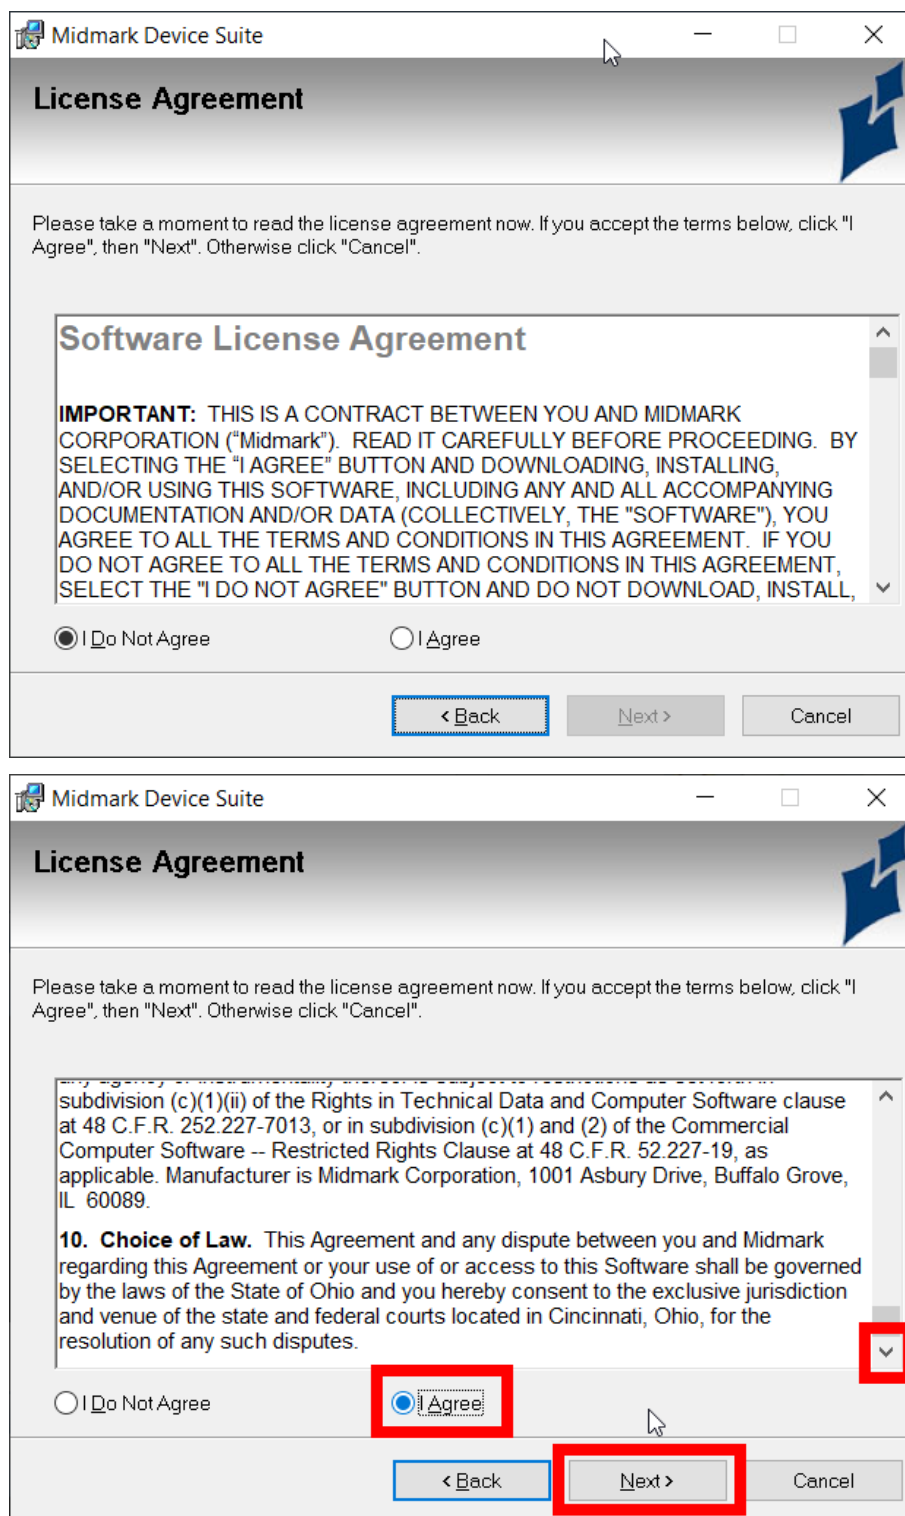 Midmark Device Suite
License Agreement
Please take a moment to read the license agreement now. If you accept the terms below, click "I
Agree", then "Next". Otherwise click "Cancel".
Software License Agreement
IMPORTANT:  THIS IS A CONTRACT BETWEEN YOU AND MIDMARK
CORPORATION (“Midmark”).  READ IT CAREFULLY BEFORE PROCEEDING.  BY
SELECTING THE “I AGREE” BUTTON AND DOWNLOADING, INSTALLING,
AND/OR USING THIS SOFTWARE, INCLUDING ANY AND ALL ACCOMPANYING
DOCUMENTATION AND/OR DATA (COLLECTIVELY, THE "SOFTWARE"), YOU
AGREE TO ALL THE TERMS AND CONDITIONS IN THIS AGREEMENT.  IF YOU
DO NOT AGREE TO ALL THE TERMS AND CONDITIONS IN THIS AGREEMENT,
SELECT THE "I DO NOT AGREE" BUTTON AND DO NOT DOWNLOAD, INSTALL,
I Do Not Agree
I Agree
< Back
Next >
Cancel
Midmark Device Suite
License Agreement
Please take a moment to read the license agreement now. If you accept the terms below, click "I
Agree", then "Next". Otherwise click "Cancel".
any agency or instrumentality thereof is subject to restrictions as set forth in
subdivision (c)(1)(ii) of the Rights in Technical Data and Computer Software clause
at 48 C.F.R. 252.227-7013, or in subdivision (c)(1) and (2) of the Commercial
Computer Software -- Restricted Rights Clause at 48 C.F.R. 52.227-19, as
applicable. Manufacturer is Midmark Corporation, 1001 Asbury Drive, Buffalo Grove,
IL  60089.
10.  Choice of Law.  This Agreement and any dispute between you and Midmark
regarding this Agreement or your use of or access to this Software shall be governed
by the laws of the State of Ohio and you hereby consent to the exclusive jurisdiction
and venue of the state and federal courts located in Cincinnati, Ohio, for the
resolution of any such disputes.
I Do Not Agree
I Agree
< Back
Next >
Cancel